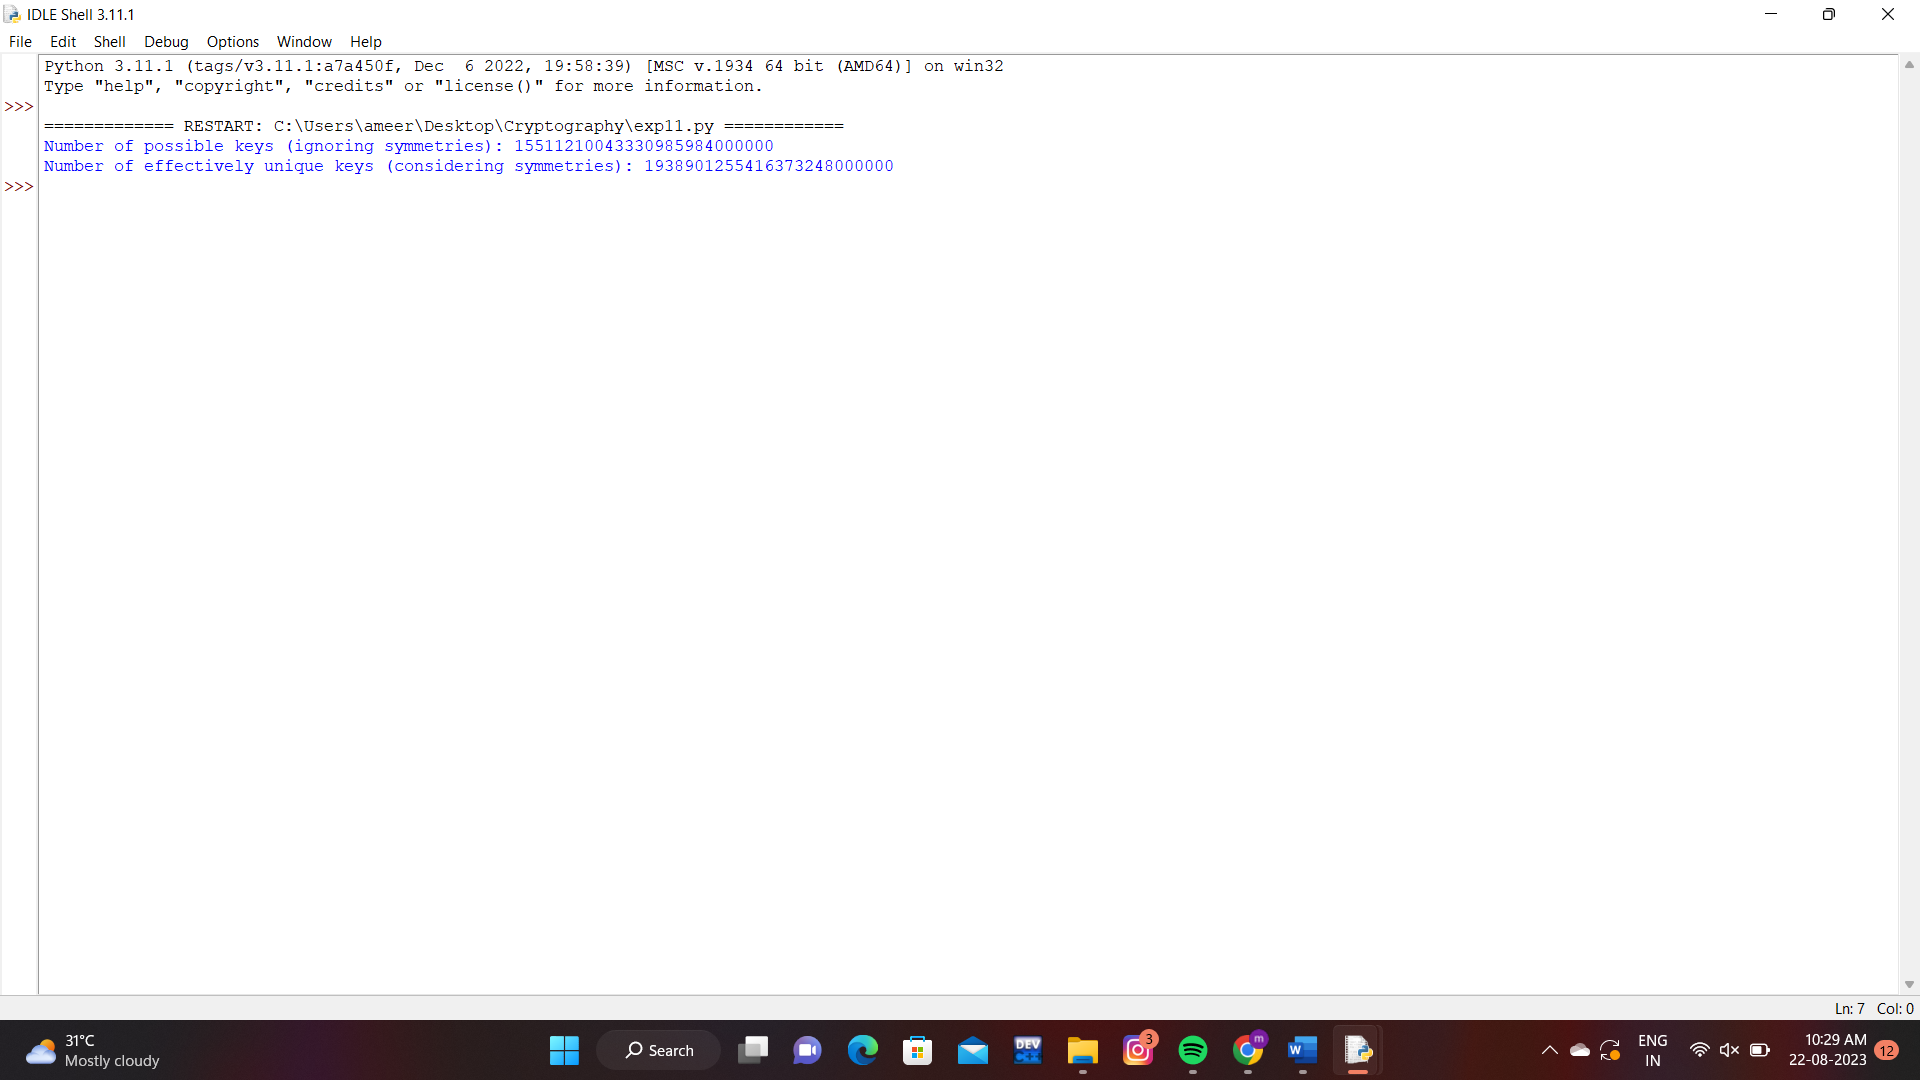 IDLE Shell 3.11.1
File Edit Shell Debug Options Window Help
Python 3.11.1 (tags/v3.11.1:a7a450f, Dec  6 2022, 19:58:39) [MSC v.1934 64 bit (AMD64)] on win32
Type "help", "copyright", "credits" or "license()" for more information.
>>>
============= RESTART: C:\Users\ameer\Desktop\Cryptography\exp11.py ============
Number of possible keys (ignoring symmetries): 15511210043330985984000000
Number of effectively unique keys (considering symmetries): 1938901255416373248000000
>>>
Ln: 7 Col: 0
31°C
Mostly cloudy
Search
DEV
C++
3
m
W
ENG
IN
10:29 AM
22-08-2023
12